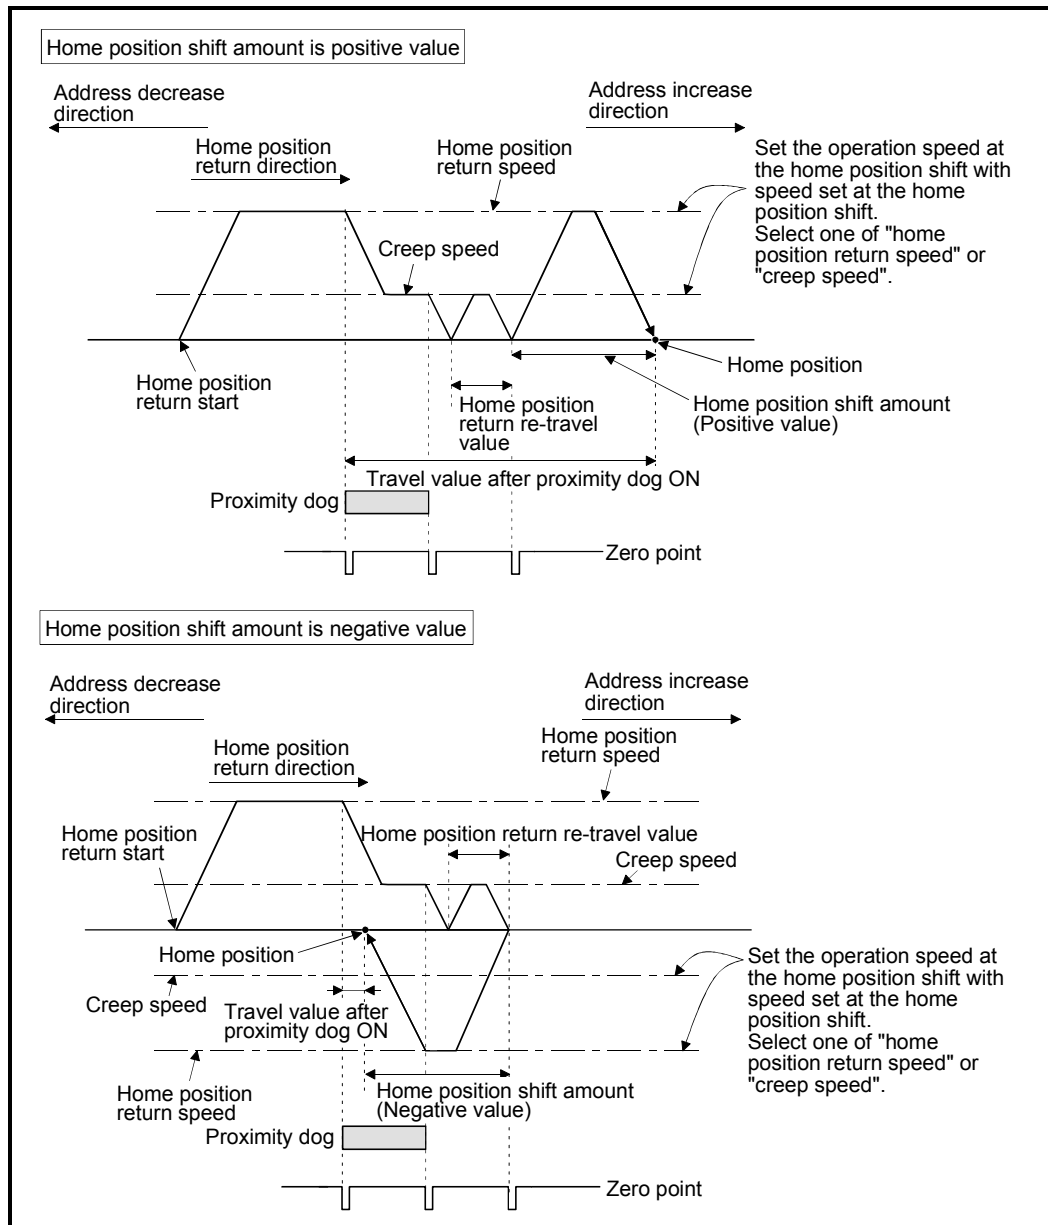 Home position shift amount is positive value
Address decrease
direction
Address increase
direction
Home position
return direction
Home position
return speed
Set the operation speed at
the home position shift with
speed set at the home
position shift.
Select one of "home
position return speed" or
"creep speed".
Creep speed
Home position
return start
Home position
Home position
return re-travel
value
Home position shift amount
(Positive value)
Travel value after proximity dog ON
Proximity dog
Zero point
Home position shift amount is negative value
Address decrease
direction
Address increase
direction
Home position
return direction
Home position
return speed
Home position
return start
Home position return re-travel value
Creep speed
Home position
Creep speed
Travel value after
proximity dog ON
Set the operation speed at
the home position shift with
speed set at the home
position shift.
Select one of "home
position return speed" or
"creep speed".
Home position
return speed
Home position shift amount
(Negative value)
Proximity dog
Zero point